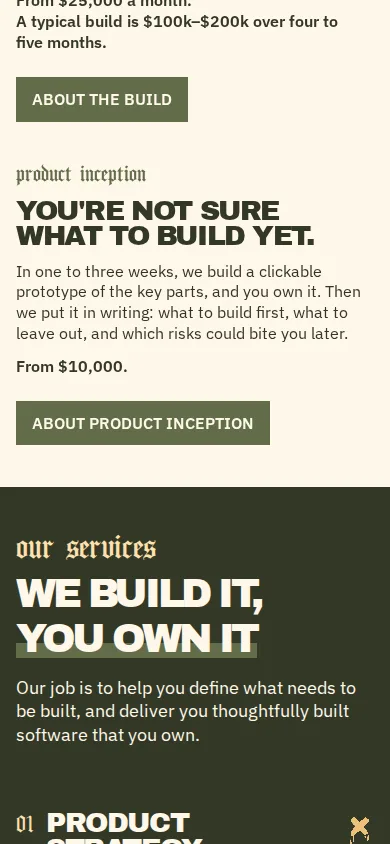 From $25,000 a month.
A typical build is $100k–$200k over four to
five months.
ABOUT THE BUILD
product inception
YOU'RE NOT SURE
WHAT TO BUILD YET.
In one to three weeks, we build a clickable
prototype of the key parts, and you own it. Then
we put it in writing: what to build first, what to
leave out, and which risks could bite you later.
From $10,000.
ABOUT PRODUCT INCEPTION
our services
WE BUILD IT,
YOU OWN IT
Our job is to help you define what needs to
be built, and deliver you thoughtfully built
software that you own.
01 PRODUCT
STRATEGY